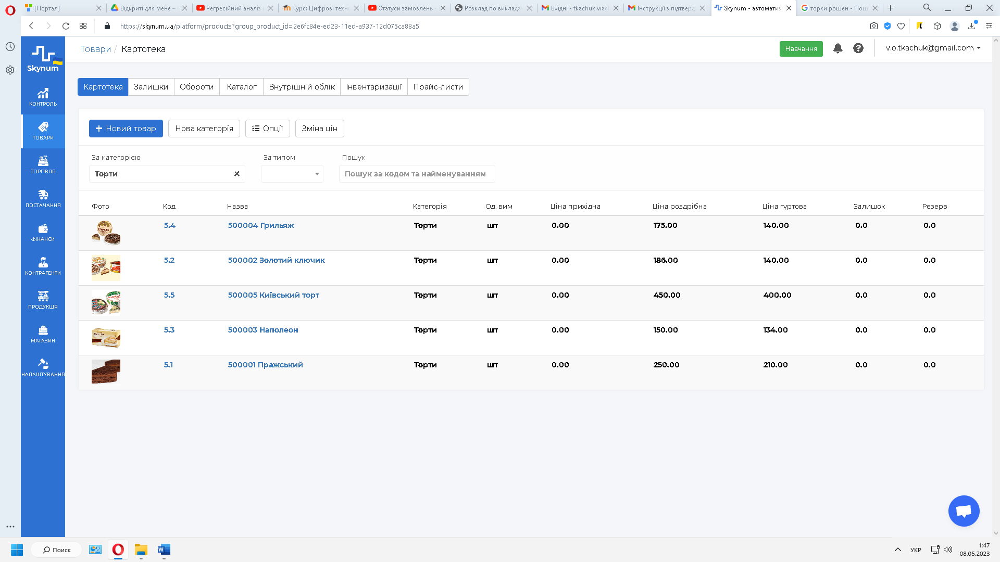 [Портал]
Відкриті для мене –
Регресійний аналіз
Курс: Цифрові техн
Статуси замовлень -
Розклад по виклада
Вхідні - tkachuk.viac
Інструкції з підтверд
Skynum - автоматиз
торки рошен - Пош
https://skynum.ua/platform/products?group_product_id=2e6fc84e-ed23-11ed-a937-12d075ca88a5
Skynum
КОНТРОЛЬ
ТОВАРИ
ТОРГІВЛЯ
ПОСТАЧАННЯ
ФІНАНСИ
КОНТРАГЕНТИ
ПРОДУКЦІЯ
МАГАЗИН
НАЛАШТУВАННЯ
Товари / Картотека
Навчання
v.o.tkachuk@gmail.com
Картотека Залишки Обороти Каталог Внутрішній облік Інвентаризації Прайс-листи
Новий товар Нова категорія Опції Зміна цін
За категорією За типом Пошук
Торти Пошук за кодом та найменуванням
Фото Код Назва Категорія Од. вим Ціна прихідна Ціна роздрібна Ціна гуртова Залишок Резерв
5.4 500004 Грильяж Торти шт 0.00 175.00 140.00 0.0 0.0
5.2 500002 Золотий ключик Торти шт 0.00 186.00 140.00 0.0 0.0
5.5 500005 Київський торт Торти шт 0.00 450.00 400.00 0.0 0.0
5.3 500003 Наполеон Торти шт 0.00 150.00 134.00 0.0 0.0
5.1 500001 Пражський Торти шт 0.00 250.00 210.00 0.0 0.0
Поиск
УКР
1:47
08.05.2023